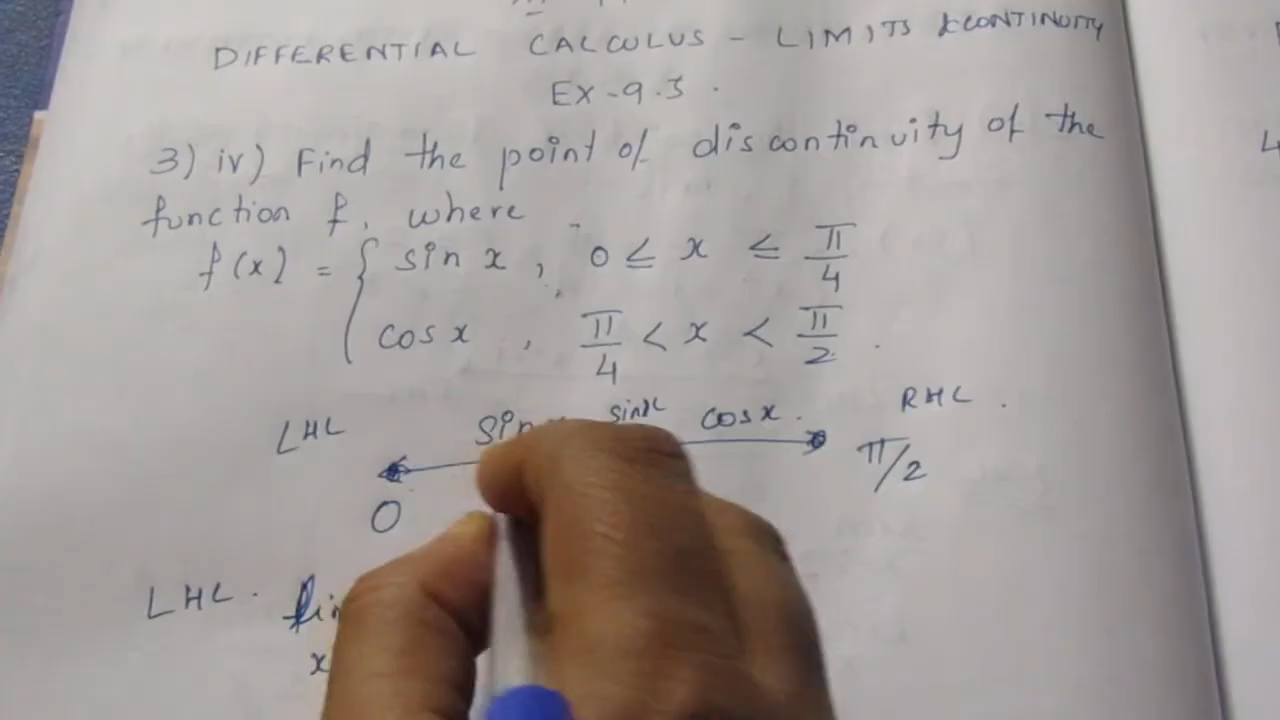 DIFFERENTIAL CALCULUS - LIMITS & CONTINUITY
EX-9.3.
3) iv) Find the point of discontinuity of the
function f, where
f(x) = { sin x, 0 ≤ x ≤ π/4
cos x, π/4 < x < π/2.
LHL sinx cosx. RHL.
0 π/2
LHL.
x